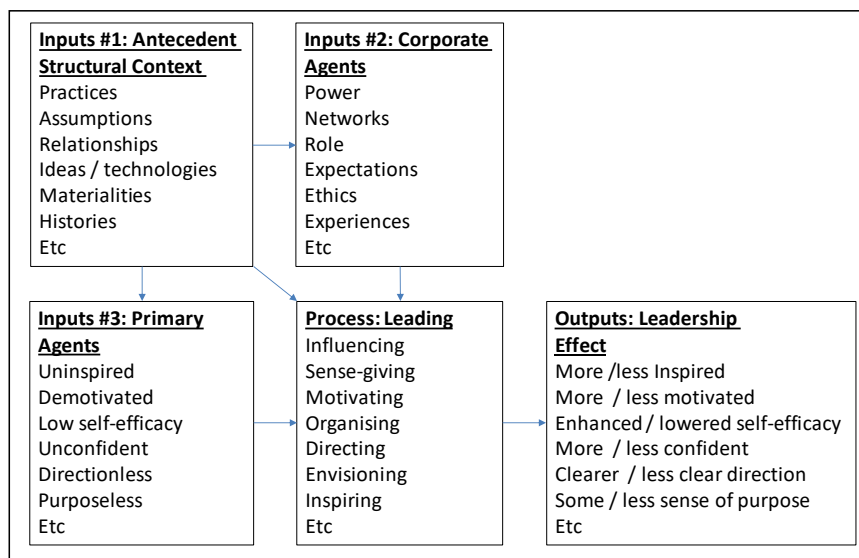 Inputs #1: Antecedent
Structural Context
Practices
Assumptions
Relationships
Ideas / technologies
Materialities
Histories
Etc
Inputs #2: Corporate
Agents
Power
Networks
Role
Expectations
Ethics
Experiences
Etc
Inputs #3: Primary
Agents
Uninspired
Demotivated
Low self-efficacy
Unconfident
Directionless
Purposeless
Etc
Process: Leading
Influencing
Sense-giving
Motivating
Organising
Directing
Envisioning
Inspiring
Etc
Outputs: Leadership
Effect
More /less Inspired
More / less motivated
Enhanced / lowered self-efficacy
More / less confident
Clearer / less clear direction
Some / less sense of purpose
Etc